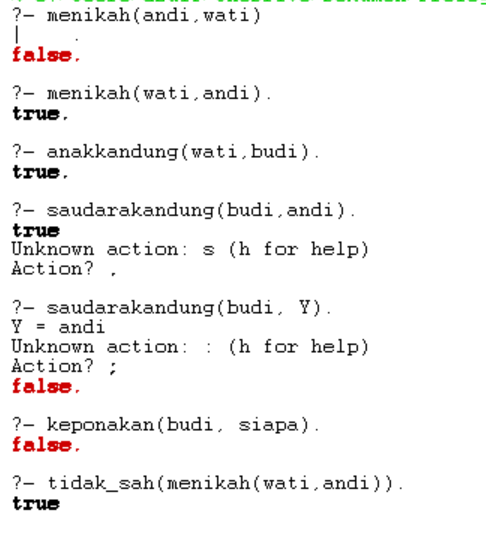 ?- menikah(andi,wati)
|    .
false.
?- menikah(wati,andi).
true.
?- anakkandung(wati,budi).
true.
?- saudarakandung(budi,andi).
true
Unknown action: s (h for help)
Action? .
?- saudarakandung(budi, Y).
Y = andi
Unknown action: : (h for help)
Action? ;
false.
?- keponakan(budi, siapa).
false.
?- tidak_sah(menikah(wati,andi)).
true